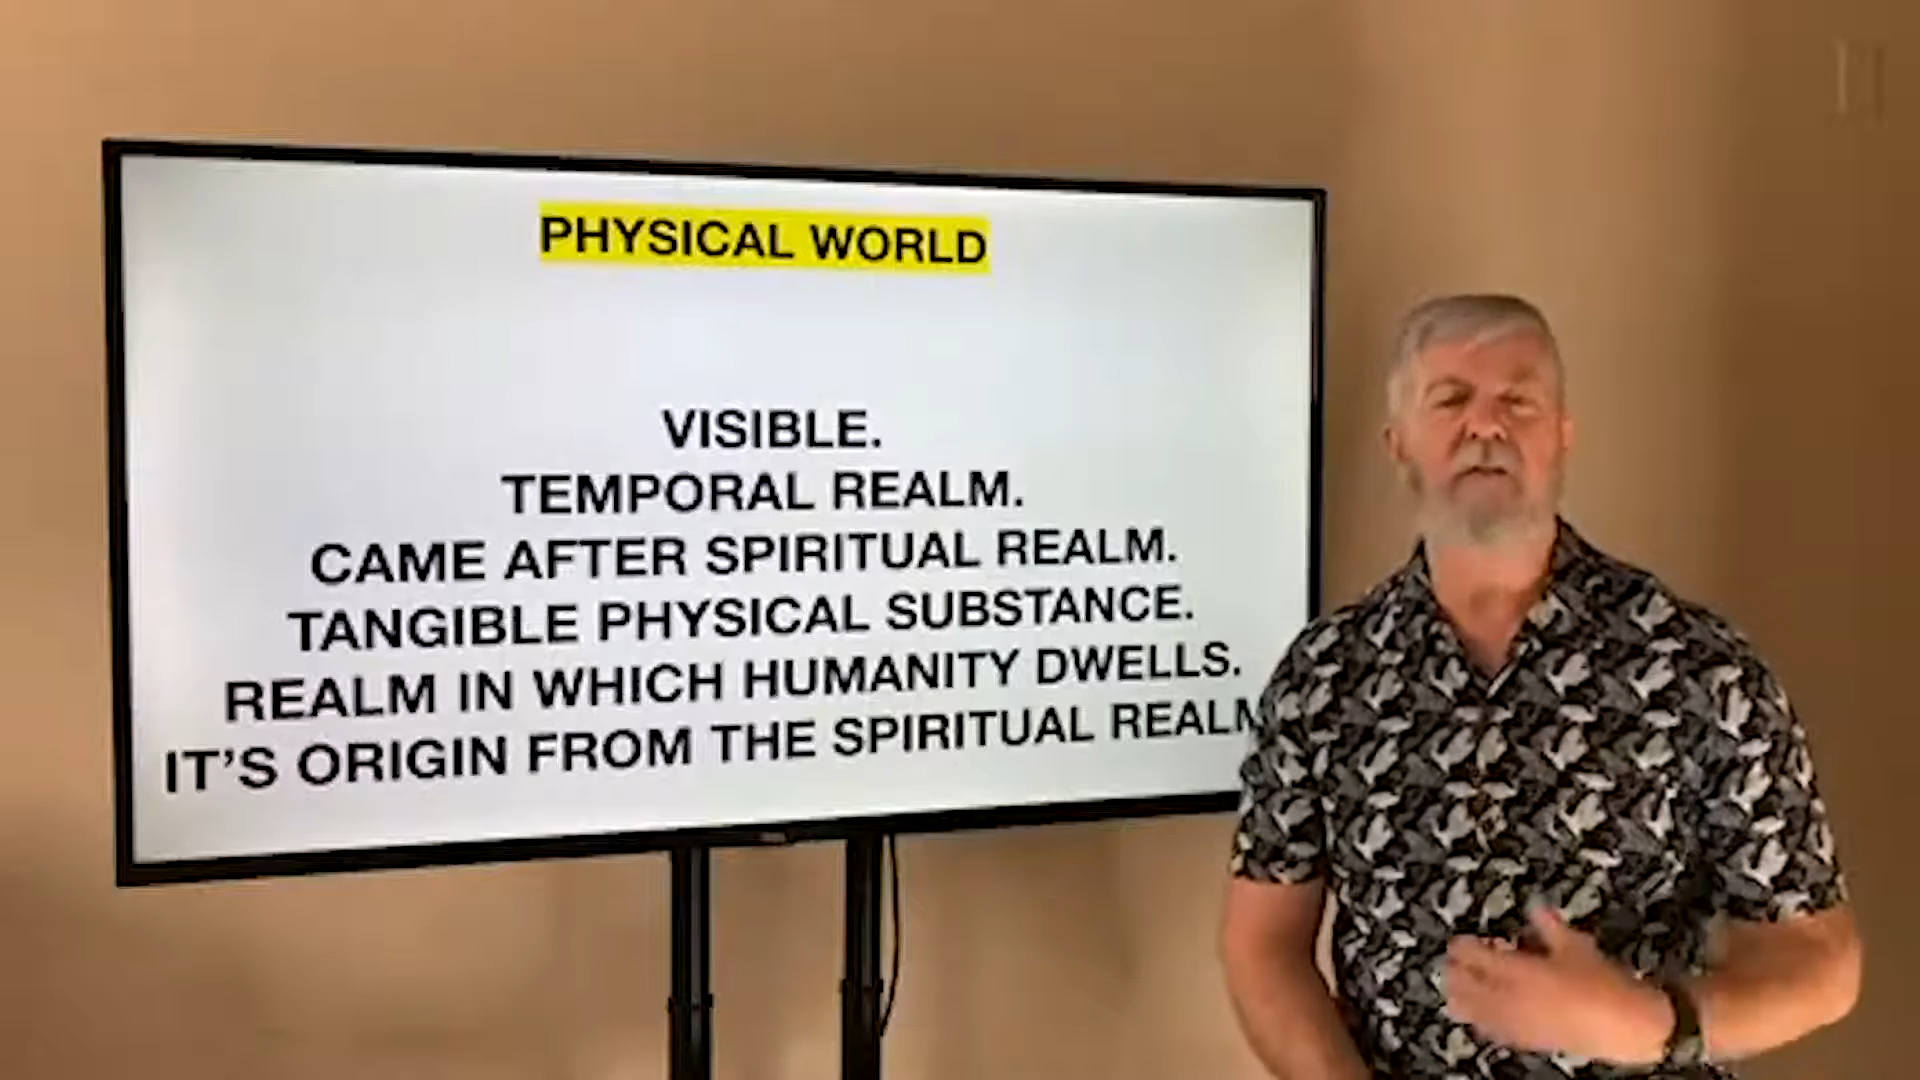 PHYSICAL WORLD
VISIBLE.
TEMPORAL REALM.
CAME AFTER SPIRITUAL REALM.
TANGIBLE PHYSICAL SUBSTANCE.
REALM IN WHICH HUMANITY DWELLS.
IT'S ORIGIN FROM THE SPIRITUAL REALM